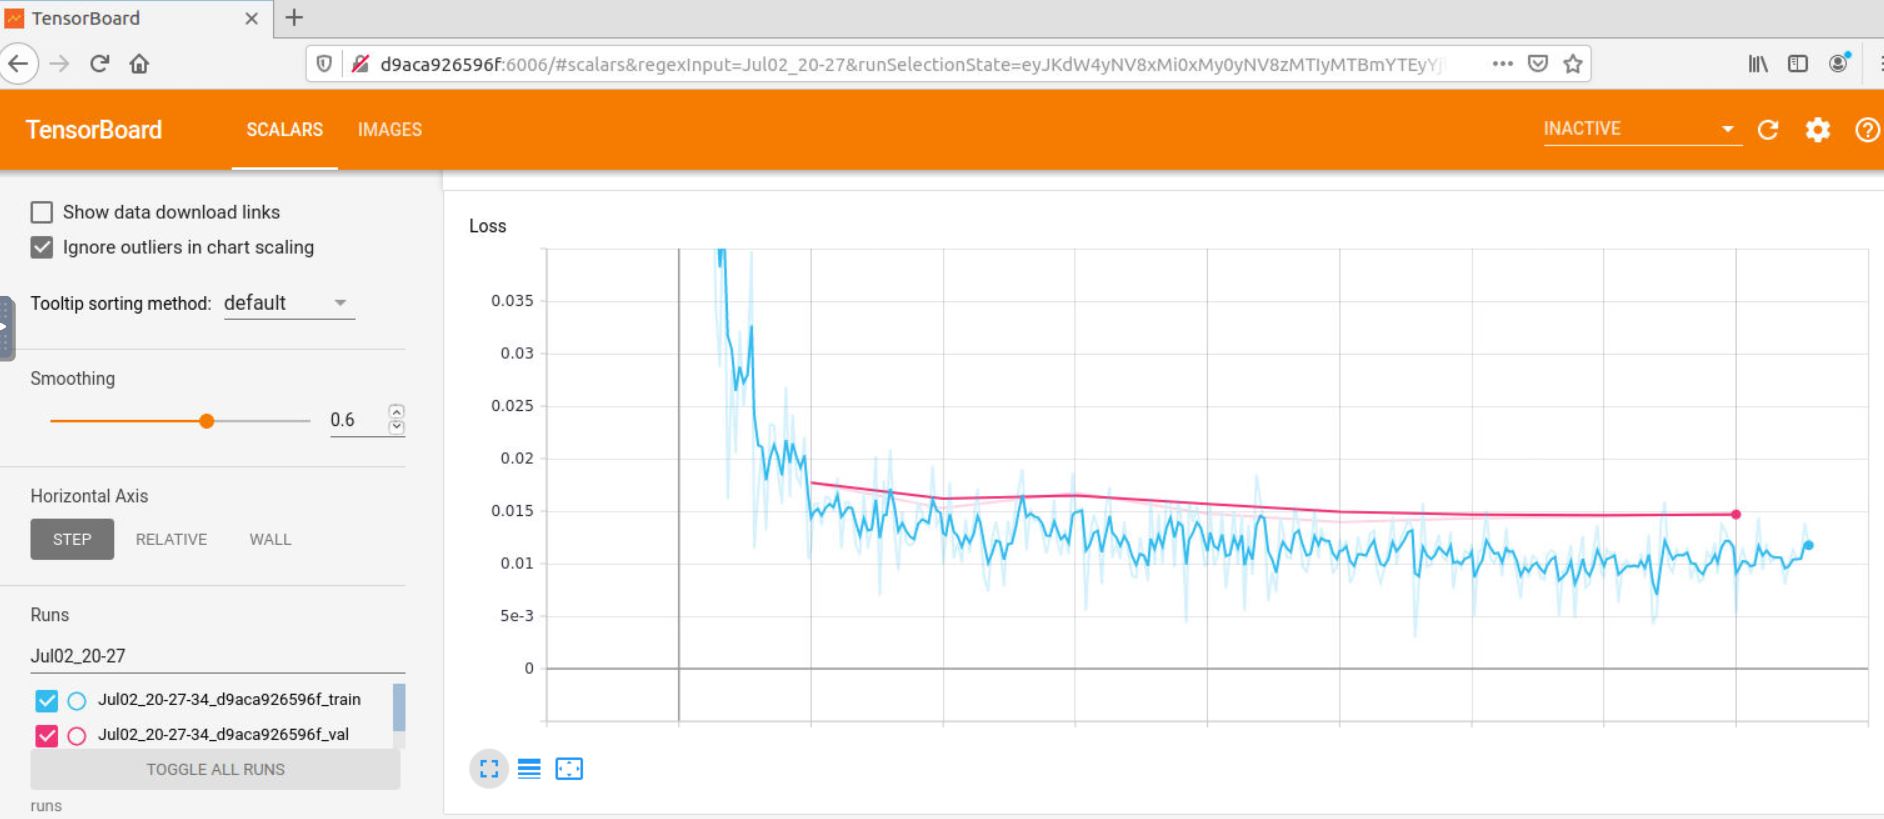 TensorBoard
d9aca926596f:6006/#scalars&regexInput=Jul02_20-27&runSelectionState=eyJKdW4yNV8xMi0xMy0yNV8zMTIyMTBmYTEyYj
TensorBoard SCALARS IMAGES INACTIVE
Show data download links
Ignore outliers in chart scaling
Tooltip sorting method: default
Smoothing
0.6
Horizontal Axis
STEP RELATIVE WALL
Runs
Jul02_20-27
Jul02_20-27-34_d9aca926596f_train
Jul02_20-27-34_d9aca926596f_val
TOGGLE ALL RUNS
runs
Loss
0.035
0.03
0.025
0.02
0.015
0.01
5e-3
0